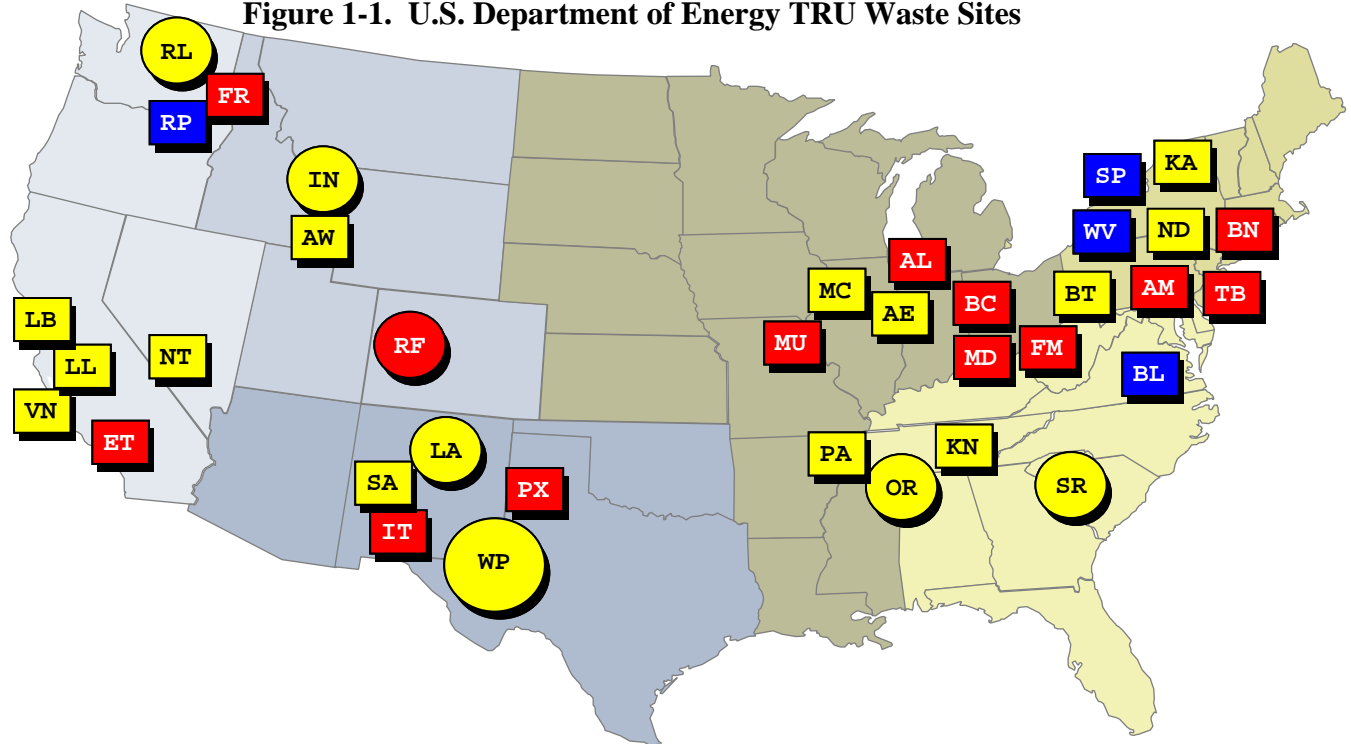 Figure 1-1. U.S. Department of Energy TRU Waste Sites
RL
FR
RP
IN
AW
SP
KA
WV
ND
BN
AL
MC
AE
BC
BT
AM
TB
LB
LL
NT
RF
MU
MD
FM
BL
VN
ET
LA
SA
PX
IT
WP
PA
KN
OR
SR